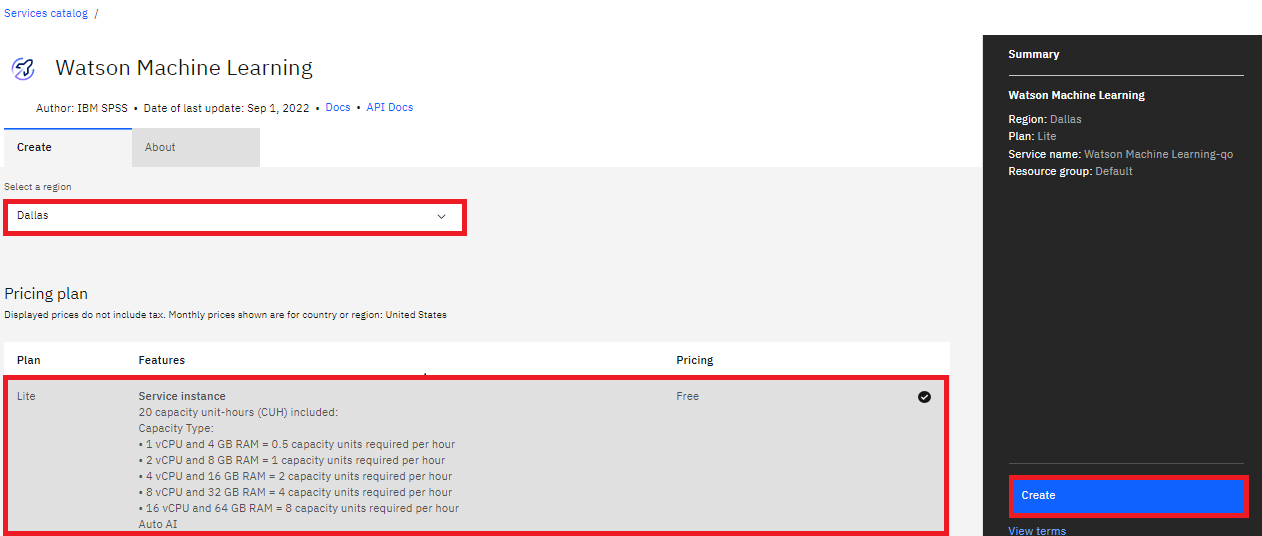 Services catalog /
Watson Machine Learning
Author: IBM SPSS • Date of last update: Sep 1, 2022 • Docs • API Docs
Create
About
Select a region
Dallas
Pricing plan
Displayed prices do not include tax. Monthly prices shown are for country or region: United States
Plan Features Pricing
Lite Service instance Free
20 capacity unit-hours (CUH) included:
Capacity Type:
• 1 vCPU and 4 GB RAM = 0.5 capacity units required per hour
• 2 vCPU and 8 GB RAM = 1 capacity units required per hour
• 4 vCPU and 16 GB RAM = 2 capacity units required per hour
• 8 vCPU and 32 GB RAM = 4 capacity units required per hour
• 16 vCPU and 64 GB RAM = 8 capacity units required per hour
Auto AI
Summary
Watson Machine Learning
Region: Dallas
Plan: Lite
Service name: Watson Machine Learning-qo
Resource group: Default
Create
View terms